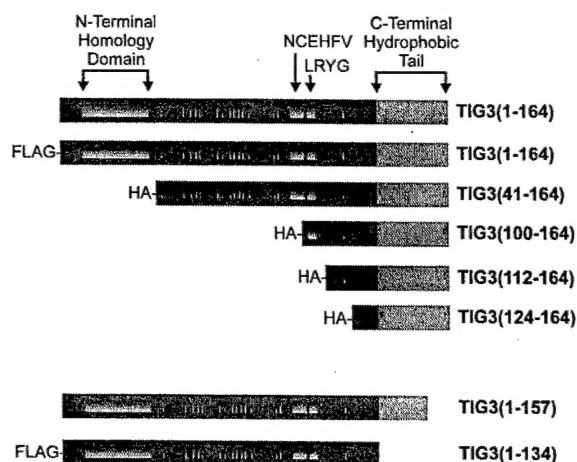 N-Terminal
Homology
Domain
NCEHFV
LRYG
C-Terminal
Hydrophobic
Tail
TIG3(1-164)
FLAG- TIG3(1-164)
HA- TIG3(41-164)
HA- TIG3(100-164)
HA- TIG3(112-164)
HA- TIG3(124-164)
TIG3(1-157)
FLAG- TIG3(1-134)